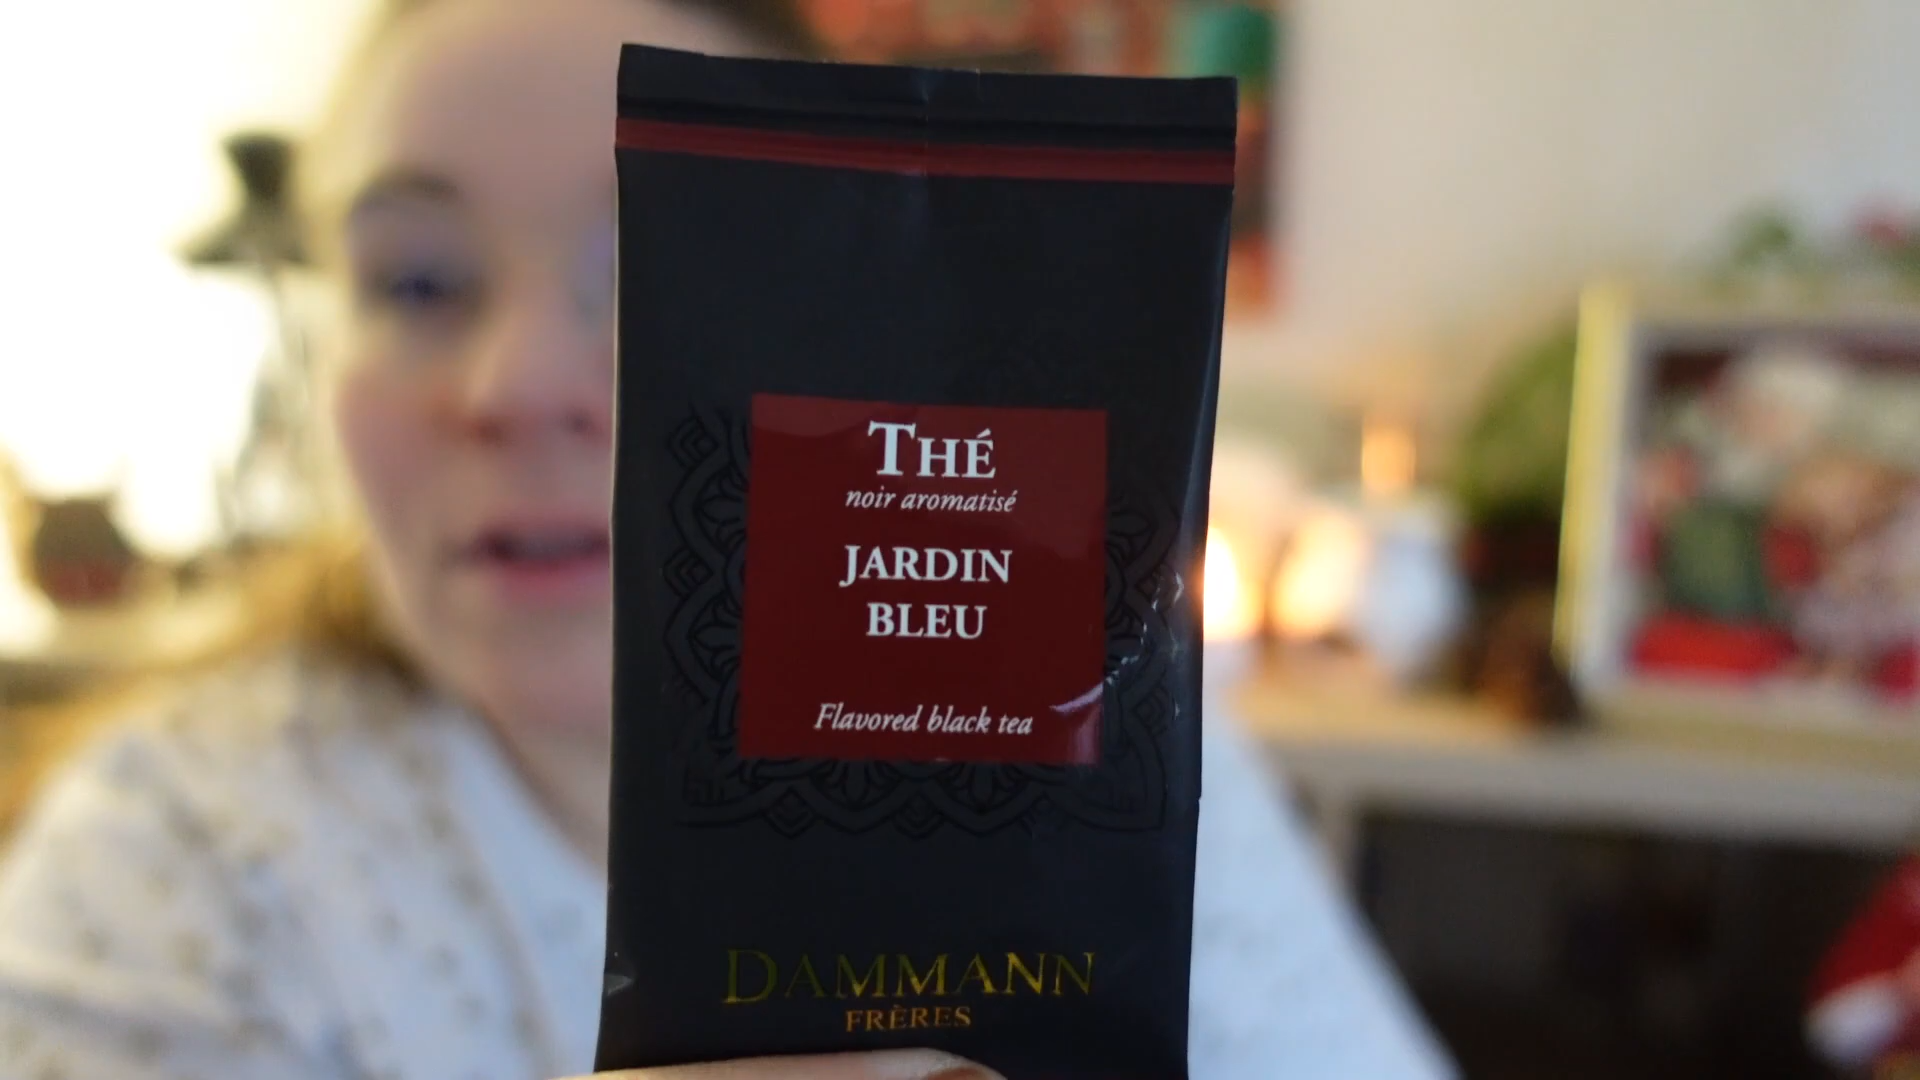 THÉ
noir aromatisé
JARDIN
BLEU
Flavored black tea
DAMMANN
FRÈRES